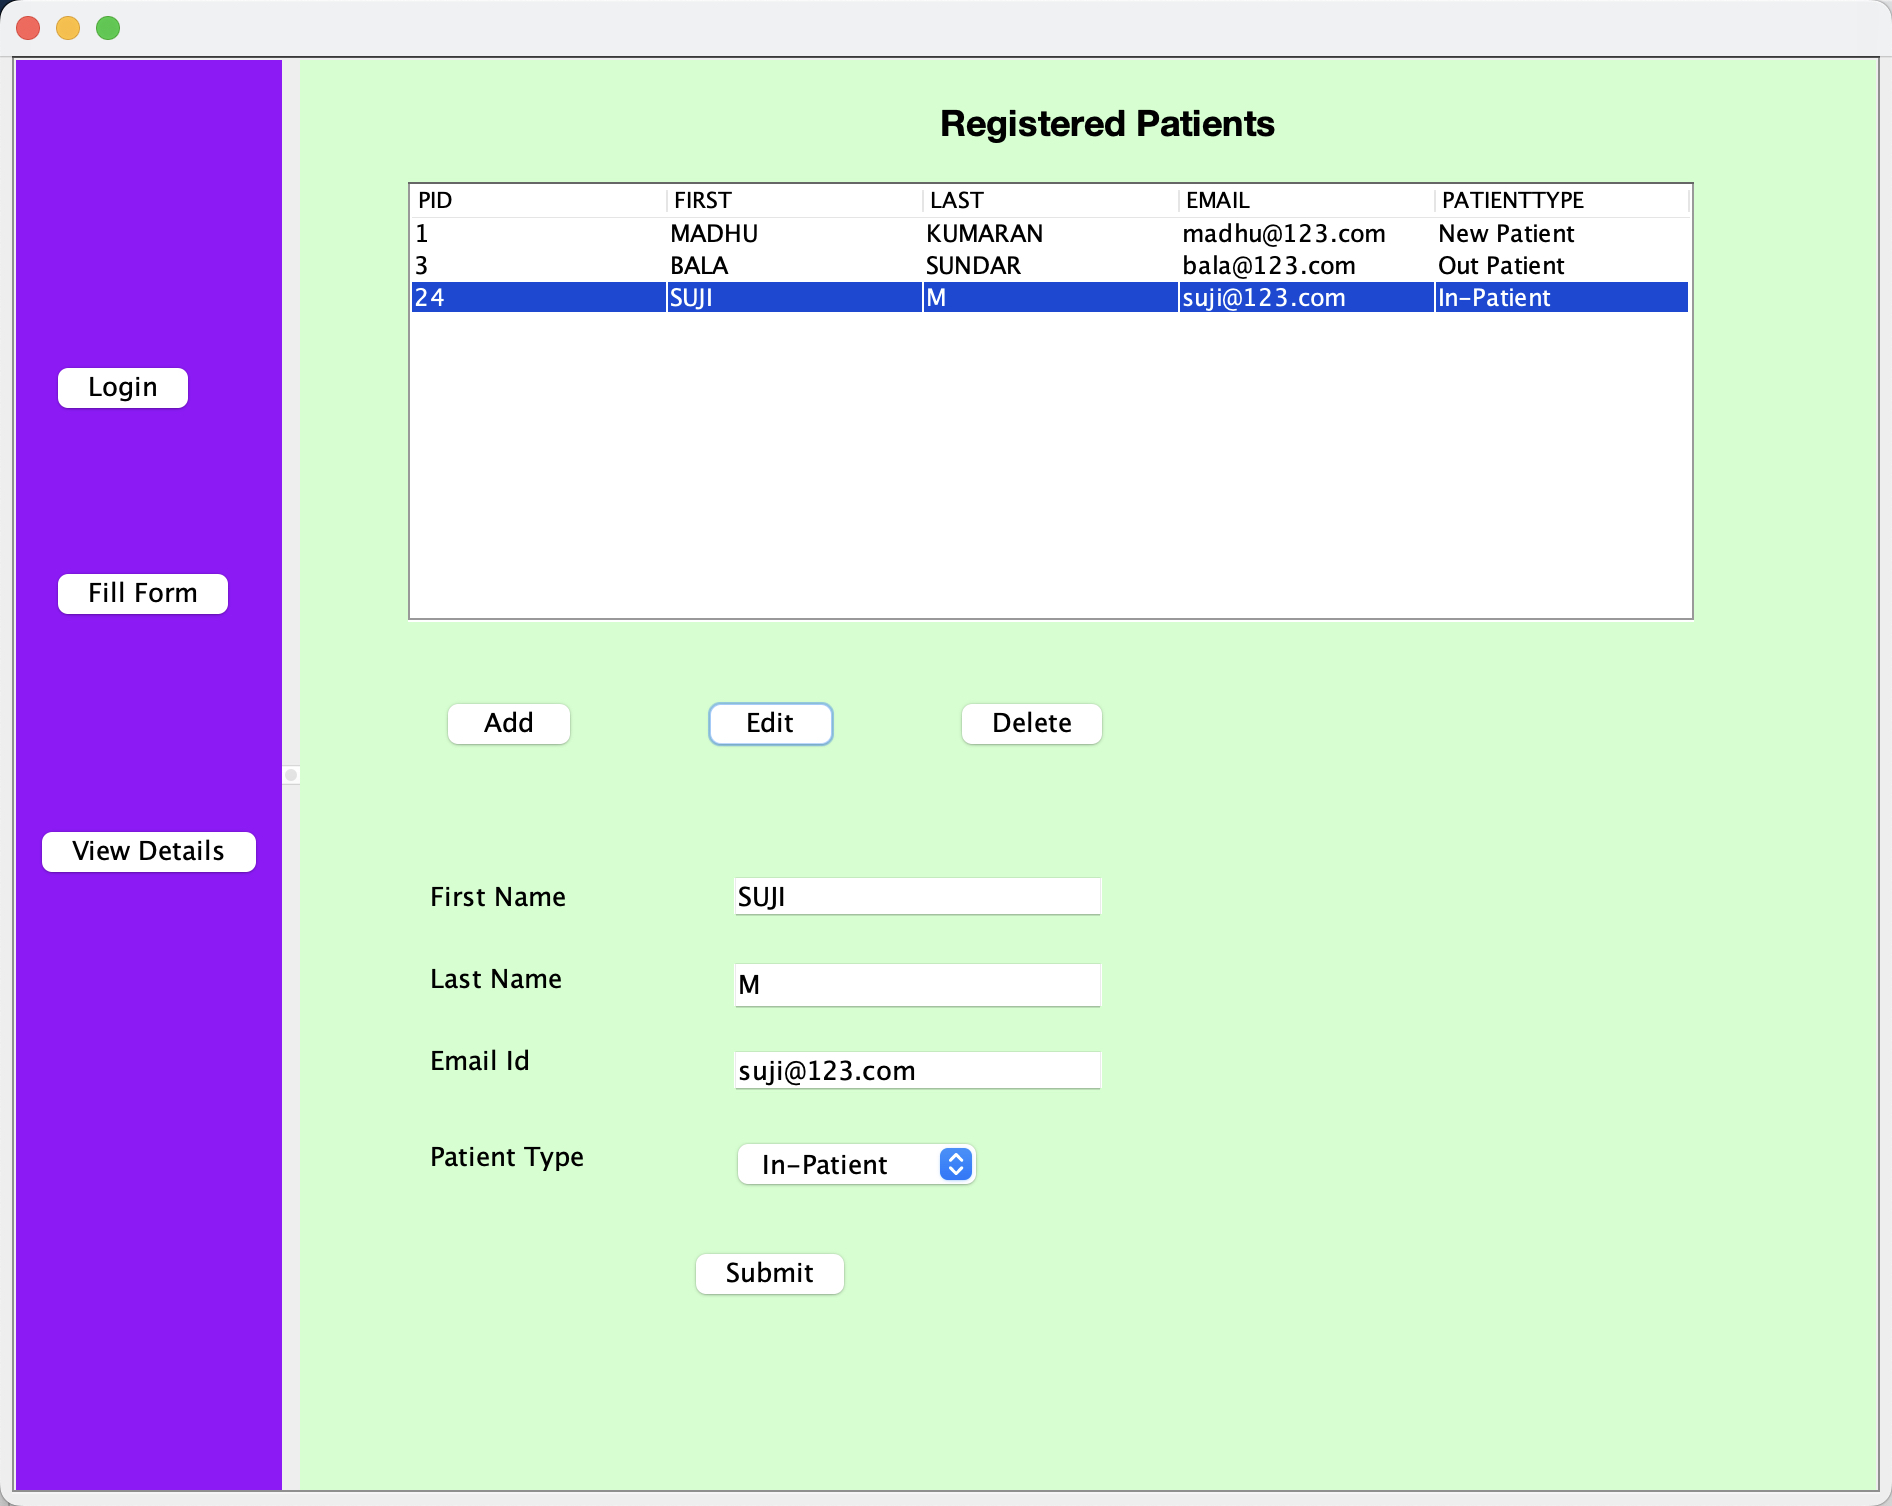 Registered Patients
PID FIRST LAST EMAIL PATIENTTYPE
1 MADHU KUMARAN madhu@123.com New Patient
3 BALA SUNDAR bala@123.com Out Patient
24 SUJI M suji@123.com In-Patient
Login
Fill Form
View Details
Add Edit Delete
First Name SUJI
Last Name M
Email Id suji@123.com
Patient Type In-Patient
Submit